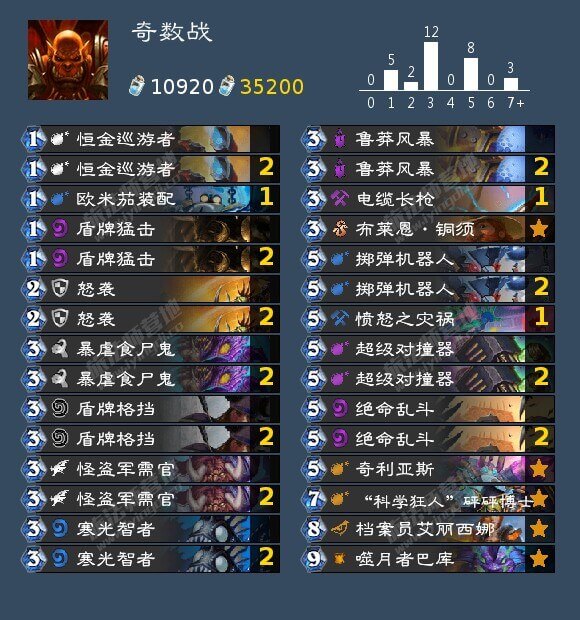 奇数战
10920 35200
0 5 2 12 0 8 0 3
0 1 2 3 4 5 6 7+
1 恒金巡游者
1 恒金巡游者 2
1 欧米茄装配 1
1 盾牌猛击
1 盾牌猛击 2
2 怒袭
2 怒袭 2
3 暴虐食尸鬼
3 暴虐食尸鬼 2
3 盾牌格挡
3 盾牌格挡 2
3 怪盗军需官
3 怪盗军需官 2
3 寒光智者
3 寒光智者 2
3 鲁莽风暴
3 鲁莽风暴 2
3 电缆长枪 1
3 布莱恩·铜须
5 掷弹机器人
5 掷弹机器人 2
5 愤怒之灾祸 1
5 超级对撞器
5 超级对撞器 2
5 绝命乱斗
5 绝命乱斗 2
5 奇利亚斯
7 “科学狂人”砰砰博士
8 档案员艾丽西娜
9 噬月者巴库